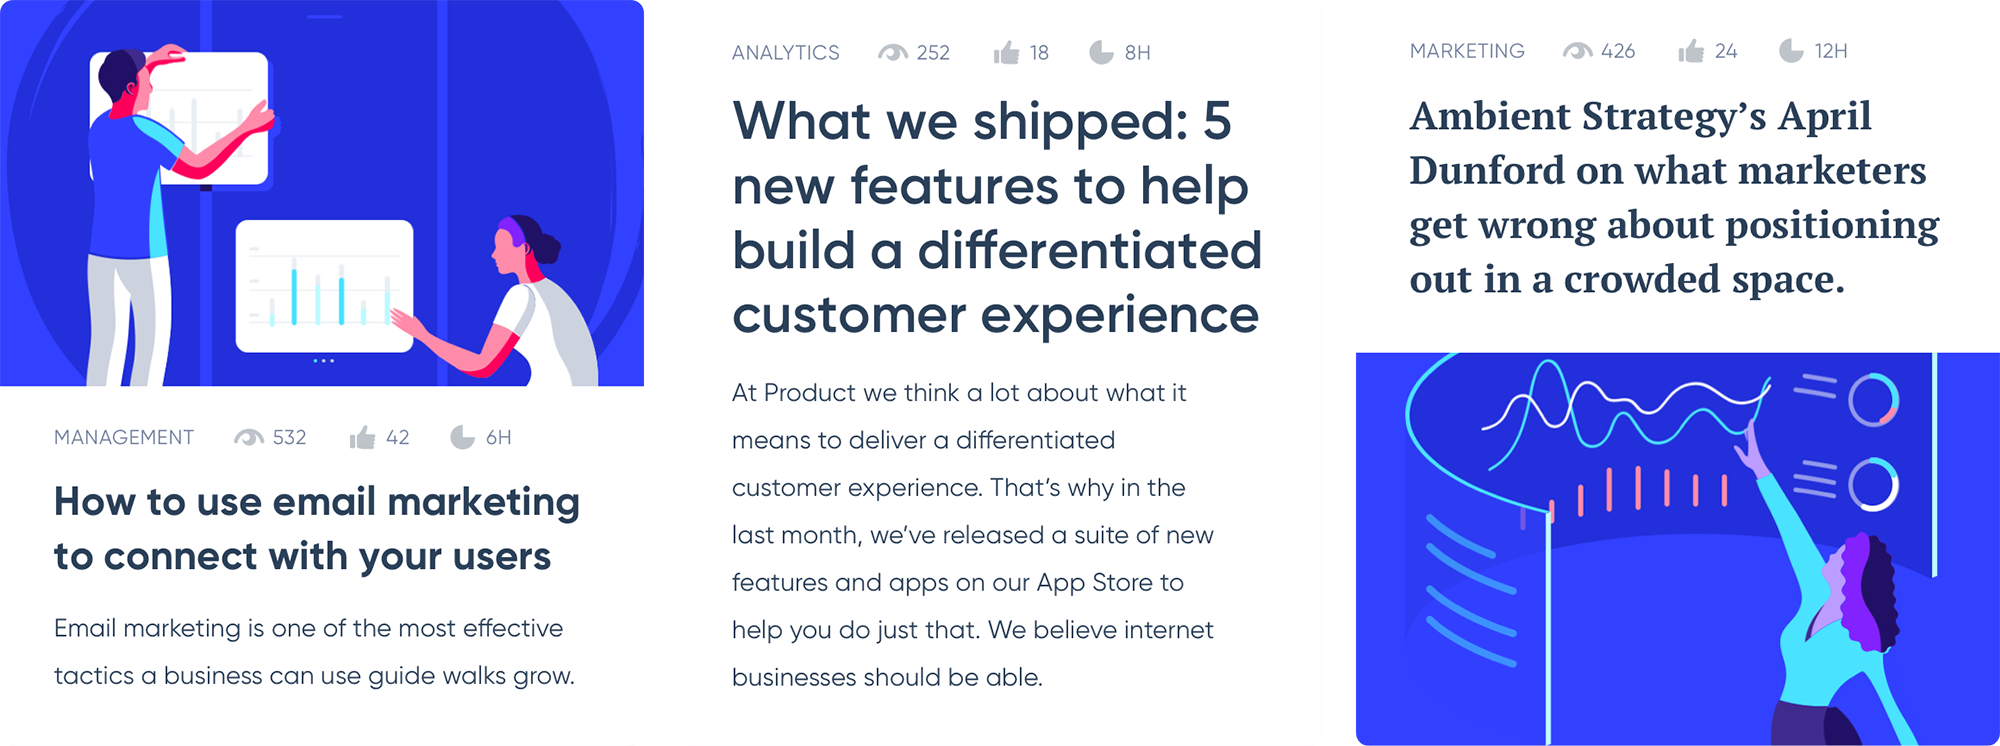 MANAGEMENT 532 42 6H
How to use email marketing
to connect with your users
Email marketing is one of the most effective
tactics a business can use guide walks grow.
ANALYTICS 252 18 8H
What we shipped: 5
new features to help
build a differentiated
customer experience
At Product we think a lot about what it
means to deliver a differentiated
customer experience. That’s why in the
last month, we’ve released a suite of new
features and apps on our App Store to
help you do just that. We believe internet
businesses should be able.
MARKETING 426 24 12H
Ambient Strategy’s April
Dunford on what marketers
get wrong about positioning
out in a crowded space.